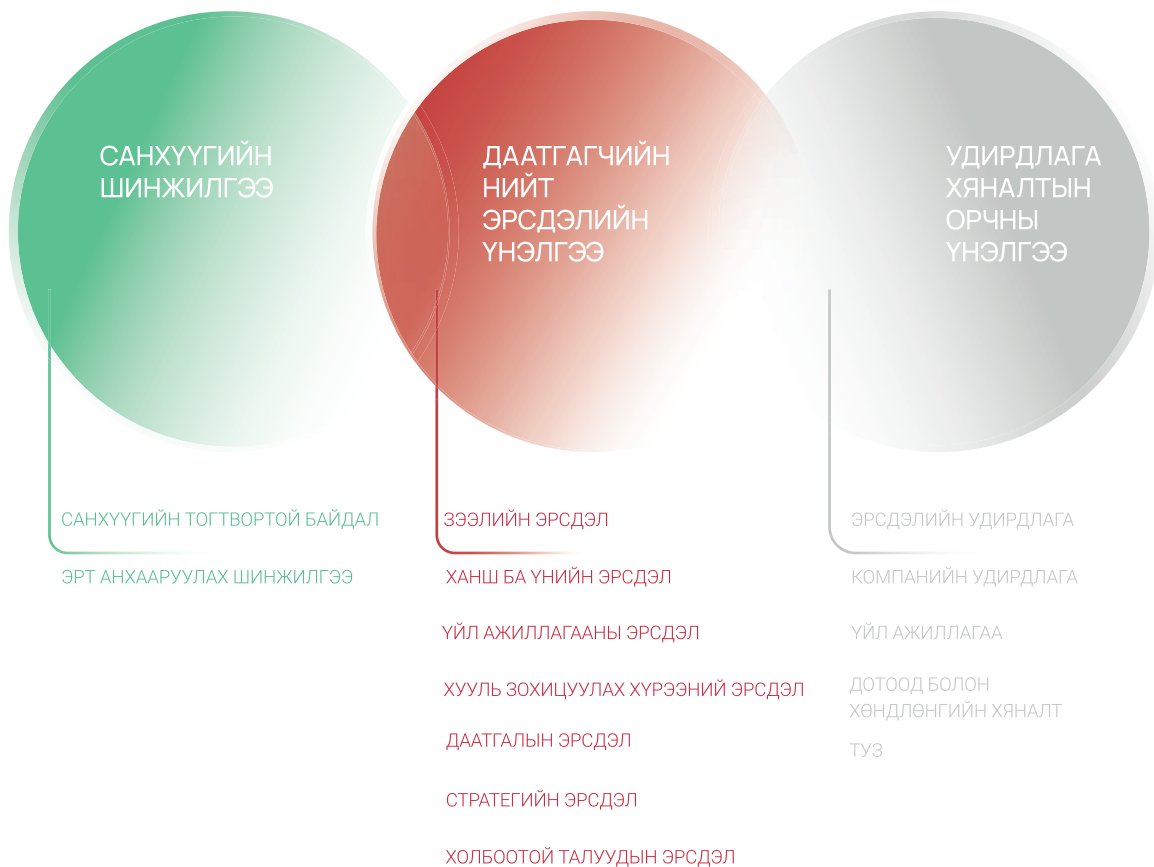 САНХҮҮГИЙН
ШИНЖИЛГЭЭ
ДААТГАГЧИЙН
НИЙТ
ЭРСДЭЛИЙН
ҮНЭЛГЭЭ
УДИРДЛАГА
ХЯНАЛТЫН
ОРЧНЫ
ҮНЭЛГЭЭ
САНХҮҮГИЙН ТОГТВОРТОЙ БАЙДАЛ
ЭРТ АНХААРУУЛАХ ШИНЖИЛГЭЭ
ЗЭЭЛИЙН ЭРСДЭЛ
ХАНШ БА ҮНИЙН ЭРСДЭЛ
ҮЙЛ АЖИЛЛАГААНЫ ЭРСДЭЛ
ХУУЛЬ ЗОХИЦУУЛАХ ХҮРЭЭНИЙ ЭРСДЭЛ
ДААТГАЛЫН ЭРСДЭЛ
СТРАТЕГИЙН ЭРСДЭЛ
ХОЛБООТОЙ ТАЛУУДЫН ЭРСДЭЛ
ЭРСДЭЛИЙН УДИРДЛАГА
КОМПАНИЙН УДИРДЛАГА
ҮЙЛ АЖИЛЛАГАА
ДОТООД БОЛОН
ХӨНДЛӨНГИЙН ХЯНАЛТ
ТУЗ